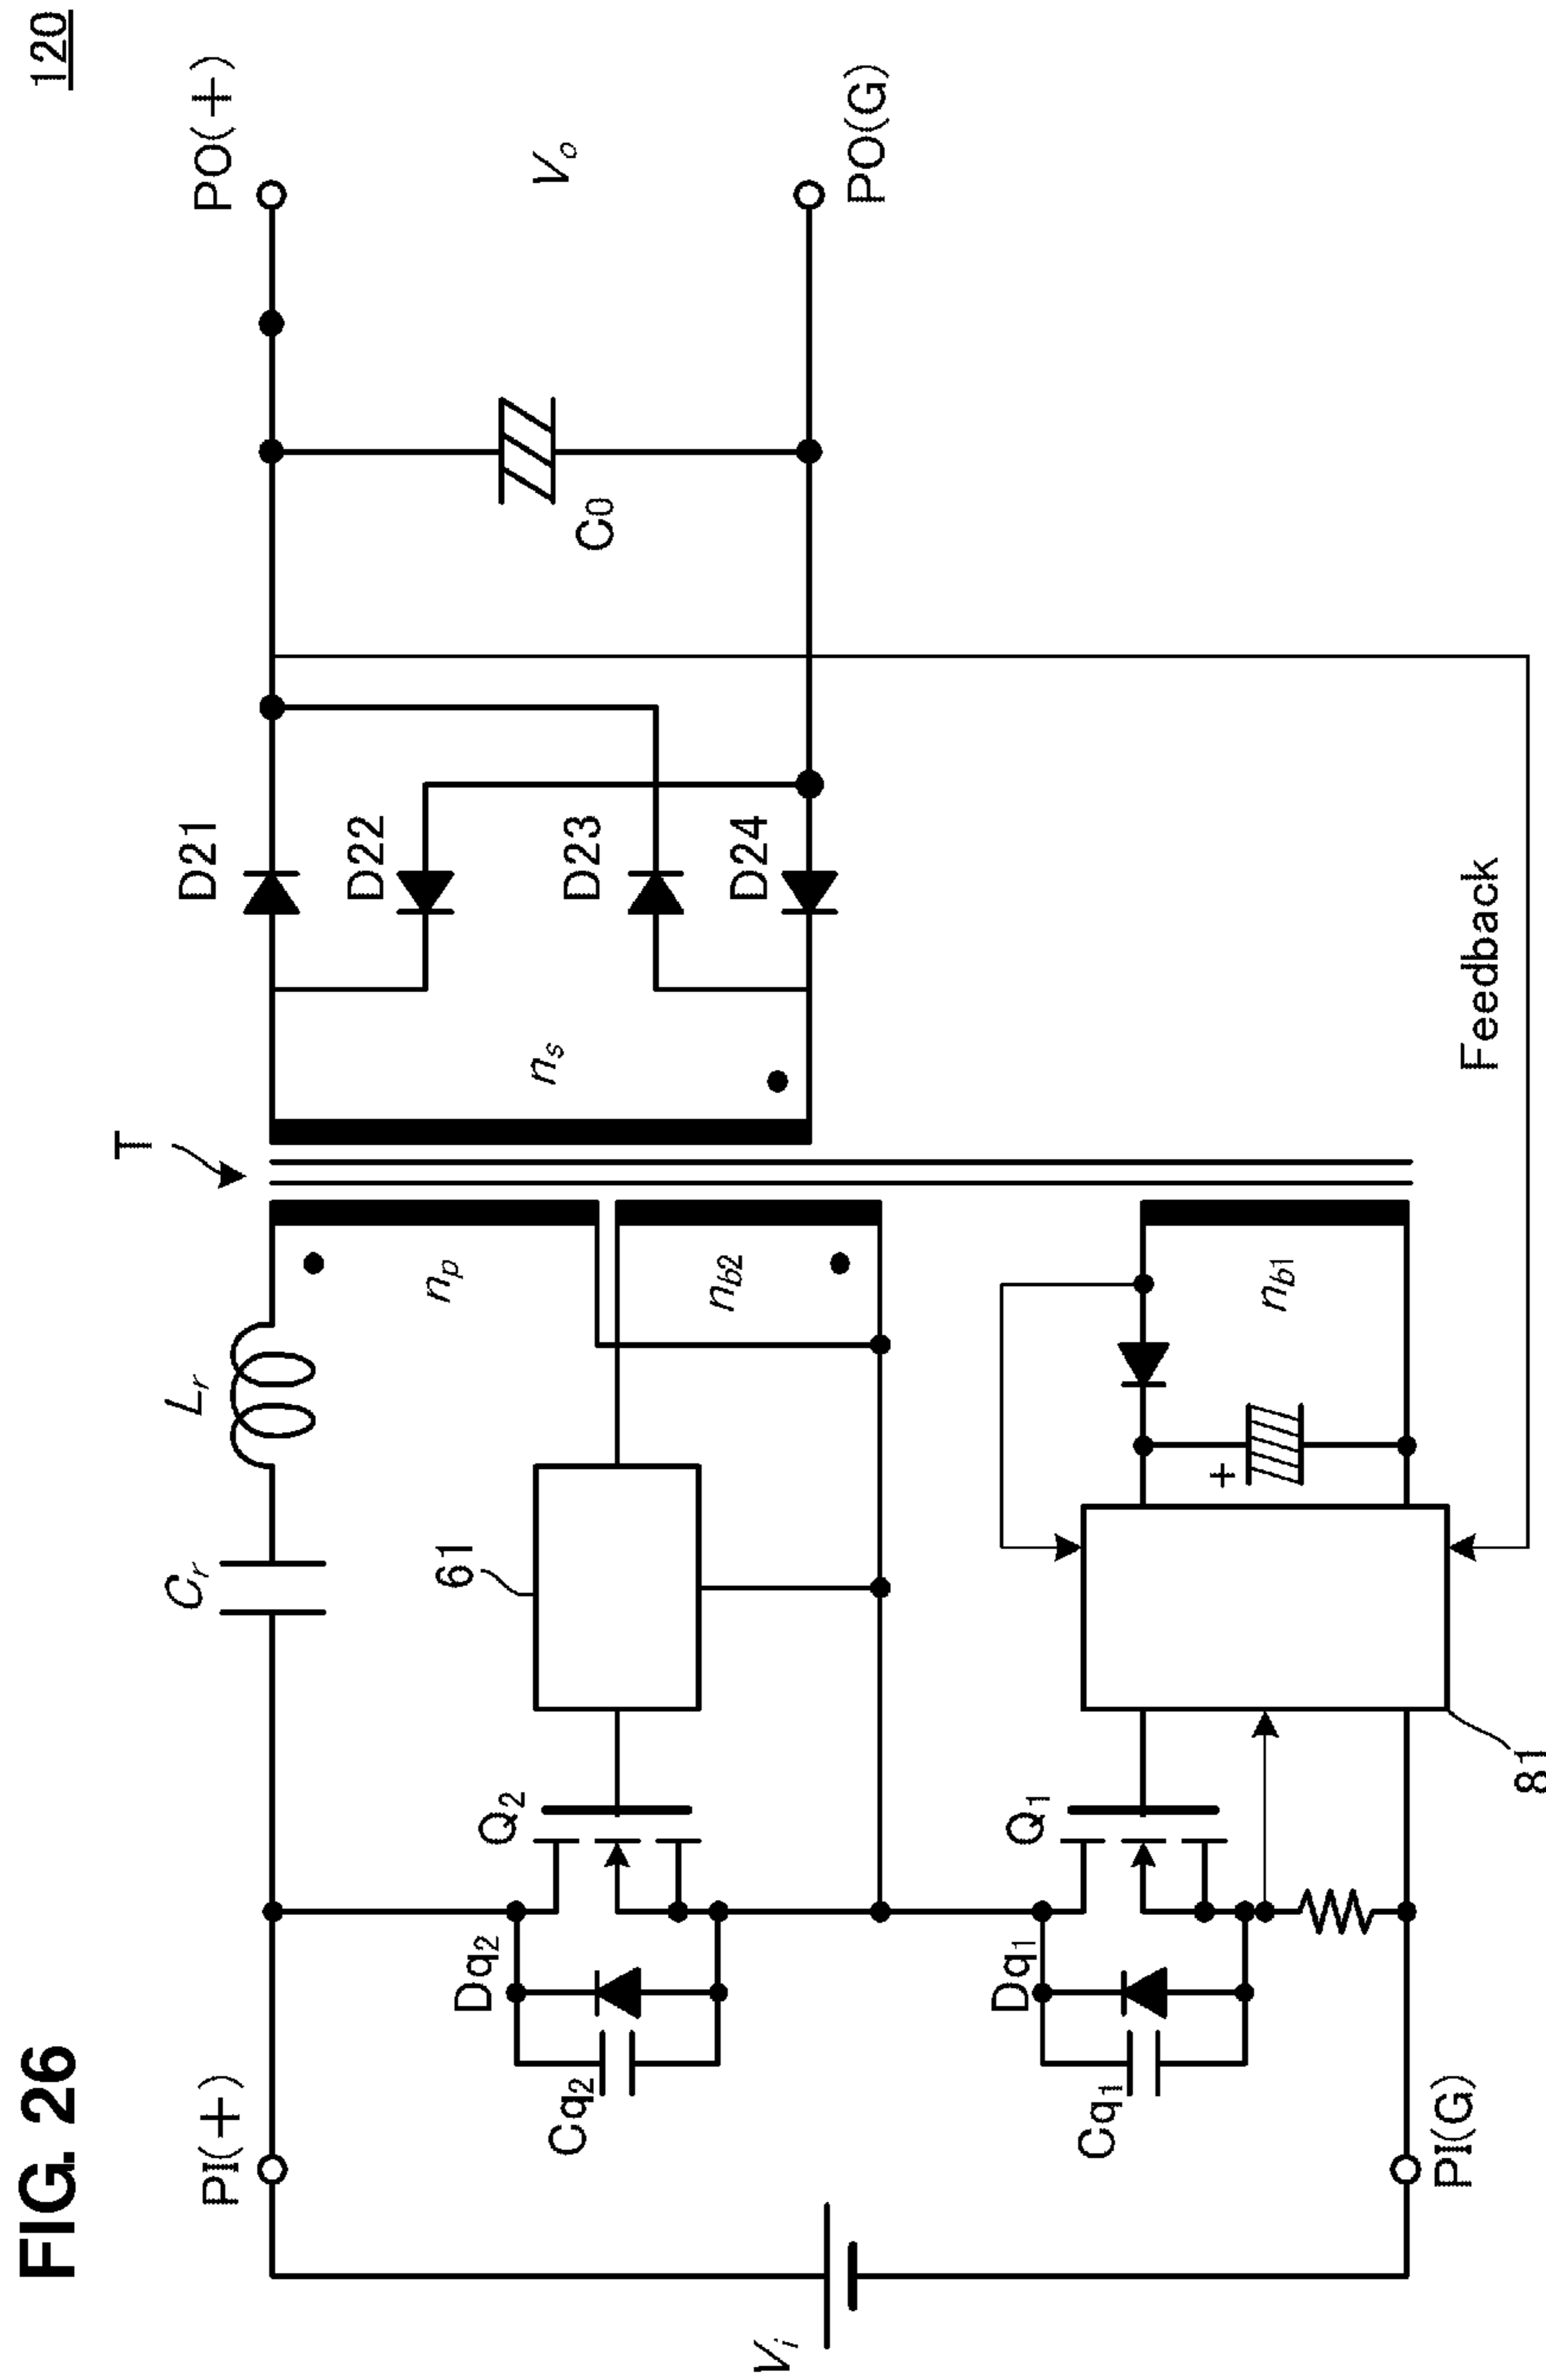 FIG. 26
120
T
PI(+)
Cr
Lr
D21
PO(+)
Q2
61
np
D22
Dq2
Cq2
nb2
ns
D23
C0
Vo
D24
PO(G)
Vi
Q1
Dq1
Cq1
nb1
+
PI(G)
81
Feedback